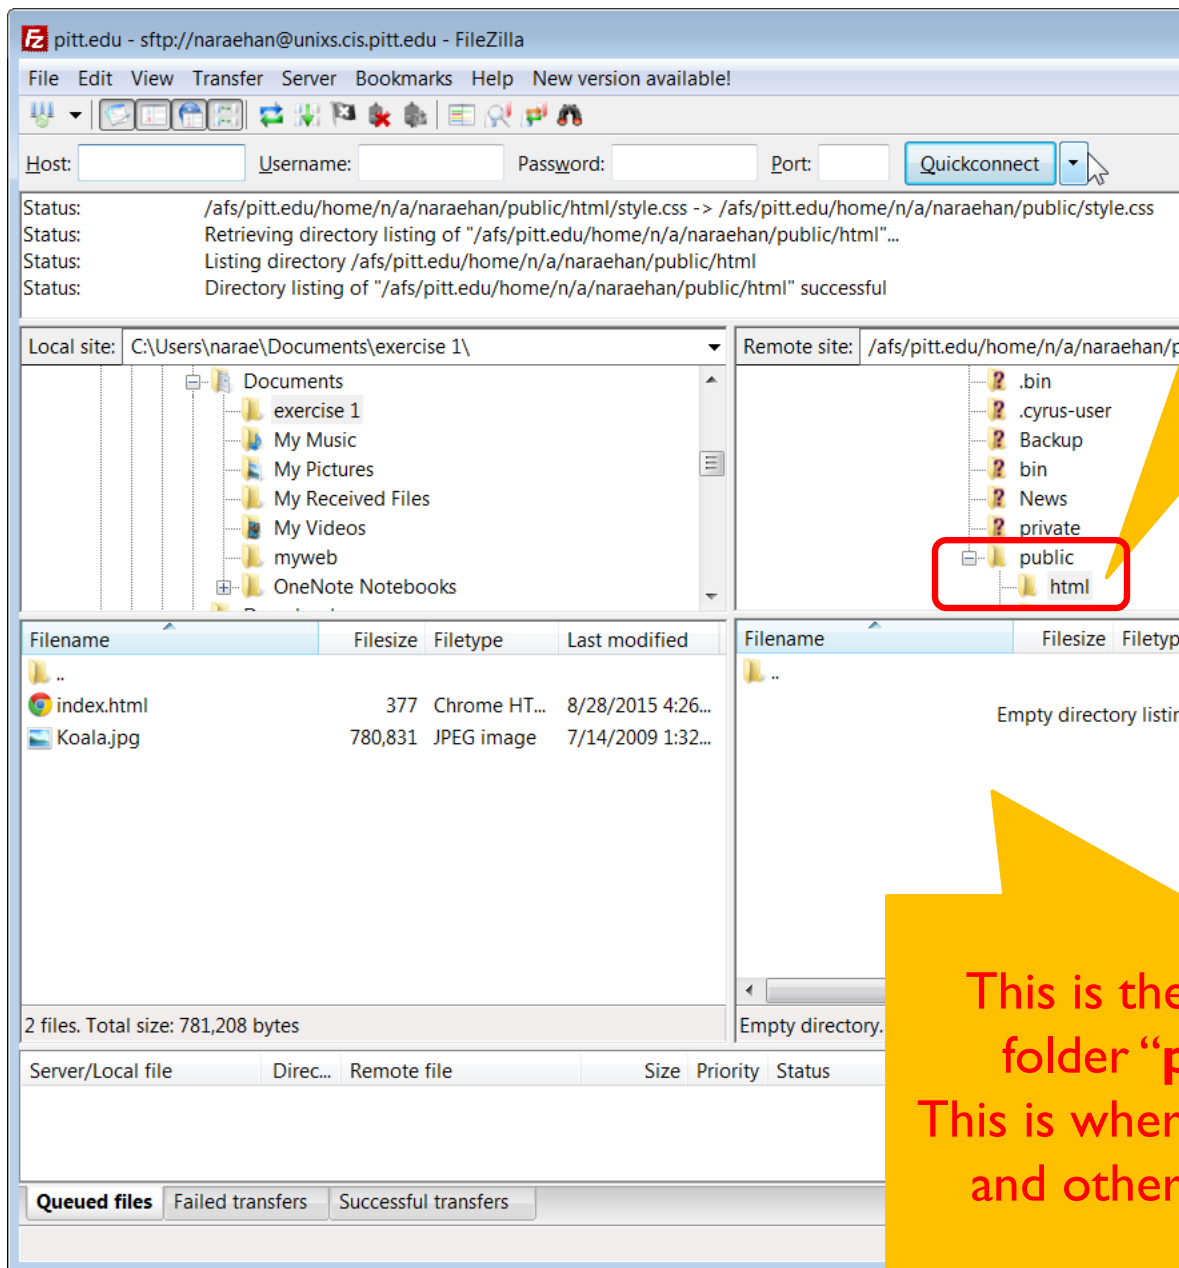 pitt.edu - sftp://naraehan@unixs.cis.pitt.edu - FileZilla
File Edit View Transfer Server Bookmarks Help New version available!
Host: Username: Password: Port: Quickconnect
Status: /afs/pitt.edu/home/n/a/naraehan/public/html/style.css -> /afs/pitt.edu/home/n/a/naraehan/public/style.css
Status: Retrieving directory listing of "/afs/pitt.edu/home/n/a/naraehan/public/html"...
Status: Listing directory /afs/pitt.edu/home/n/a/naraehan/public/html
Status: Directory listing of "/afs/pitt.edu/home/n/a/naraehan/public/html" successful
Local site: C:\Users\narae\Documents\exercise 1\
Documents
exercise 1
My Music
My Pictures
My Received Files
My Videos
myweb
OneNote Notebooks
Remote site: /afs/pitt.edu/home/n/a/naraehan/p
.bin
.cyrus-user
Backup
bin
News
private
public
html
Filename Filesize Filetype Last modified
..
index.html 377 Chrome HT... 8/28/2015 4:26...
Koala.jpg 780,831 JPEG image 7/14/2009 1:32...
2 files. Total size: 781,208 bytes
Filename Filesize Filetyp
..
Empty directory listin
Empty directory.
Server/Local file Direc... Remote file Size Priority Status
Queued files Failed transfers Successful transfers
This is the
folder “p
This is wher
and other